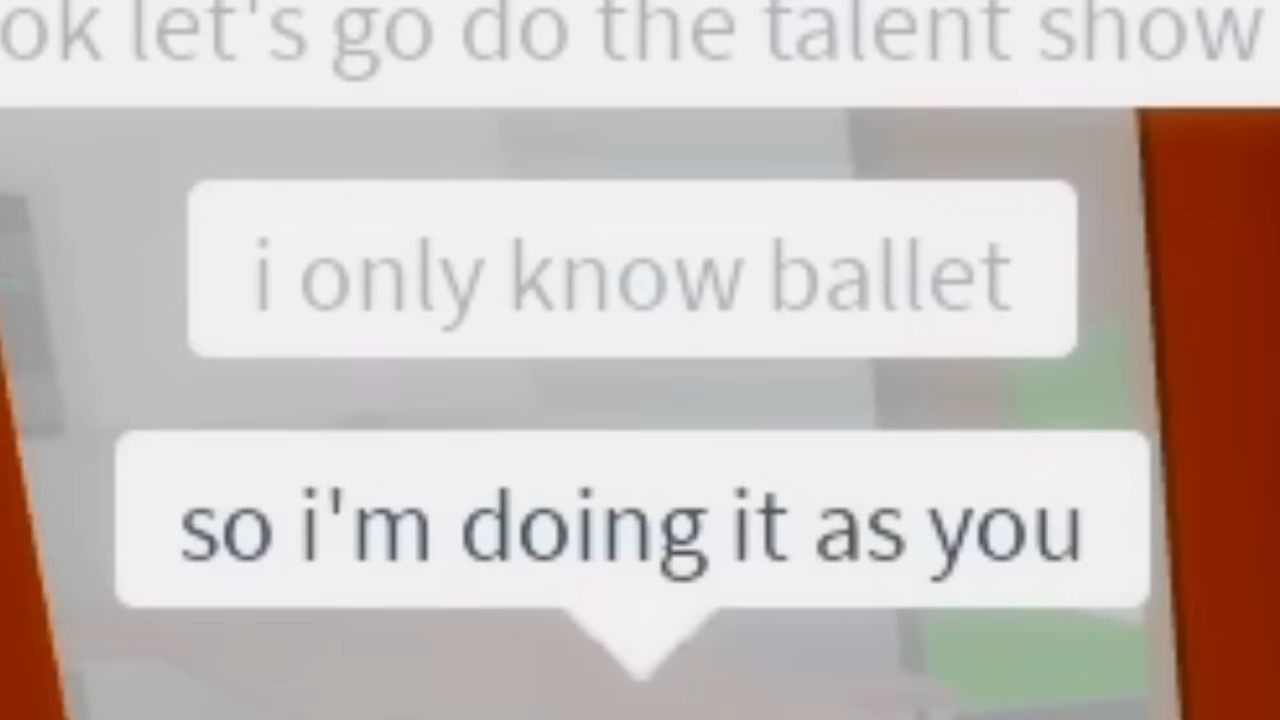 ok let's go do the talent show
i only know ballet
so i'm doing it as you